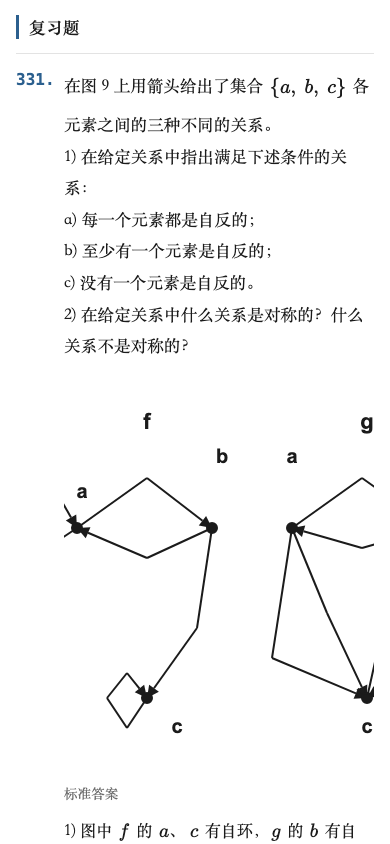 复习题
331. 在图 9 上用箭头给出了集合 {a, b, c} 各
元素之间的三种不同的关系。
1) 在给定关系中指出满足下述条件的关
系：
a) 每一个元素都是自反的；
b) 至少有一个元素是自反的；
c) 没有一个元素是自反的。
2) 在给定关系中什么关系是对称的？什么
关系不是对称的？
f g
b a
a
c c
标准答案
1) 图中 f 的 a、c 有自环，g 的 b 有自